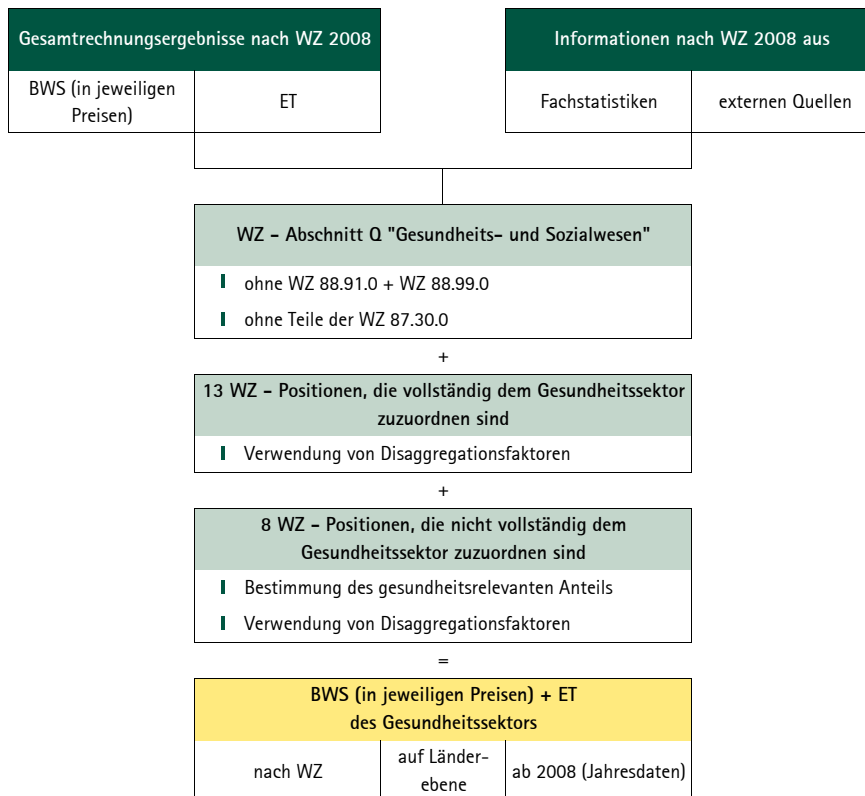 Gesamtrechnungsergebnisse nach WZ 2008
BWS (in jeweiligen
Preisen)
ET
Informationen nach WZ 2008 aus
Fachstatistiken
externen Quellen
WZ - Abschnitt Q "Gesundheits- und Sozialwesen"
ohne WZ 88.91.0 + WZ 88.99.0
ohne Teile der WZ 87.30.0
+
13 WZ - Positionen, die vollständig dem Gesundheitssektor
zuzuordnen sind
Verwendung von Disaggregationsfaktoren
+
8 WZ - Positionen, die nicht vollständig dem
Gesundheitssektor zuzuordnen sind
Bestimmung des gesundheitsrelevanten Anteils
Verwendung von Disaggregationsfaktoren
=
BWS (in jeweiligen Preisen) + ET
des Gesundheitssektors
nach WZ
auf Länder-
ebene
ab 2008 (Jahresdaten)